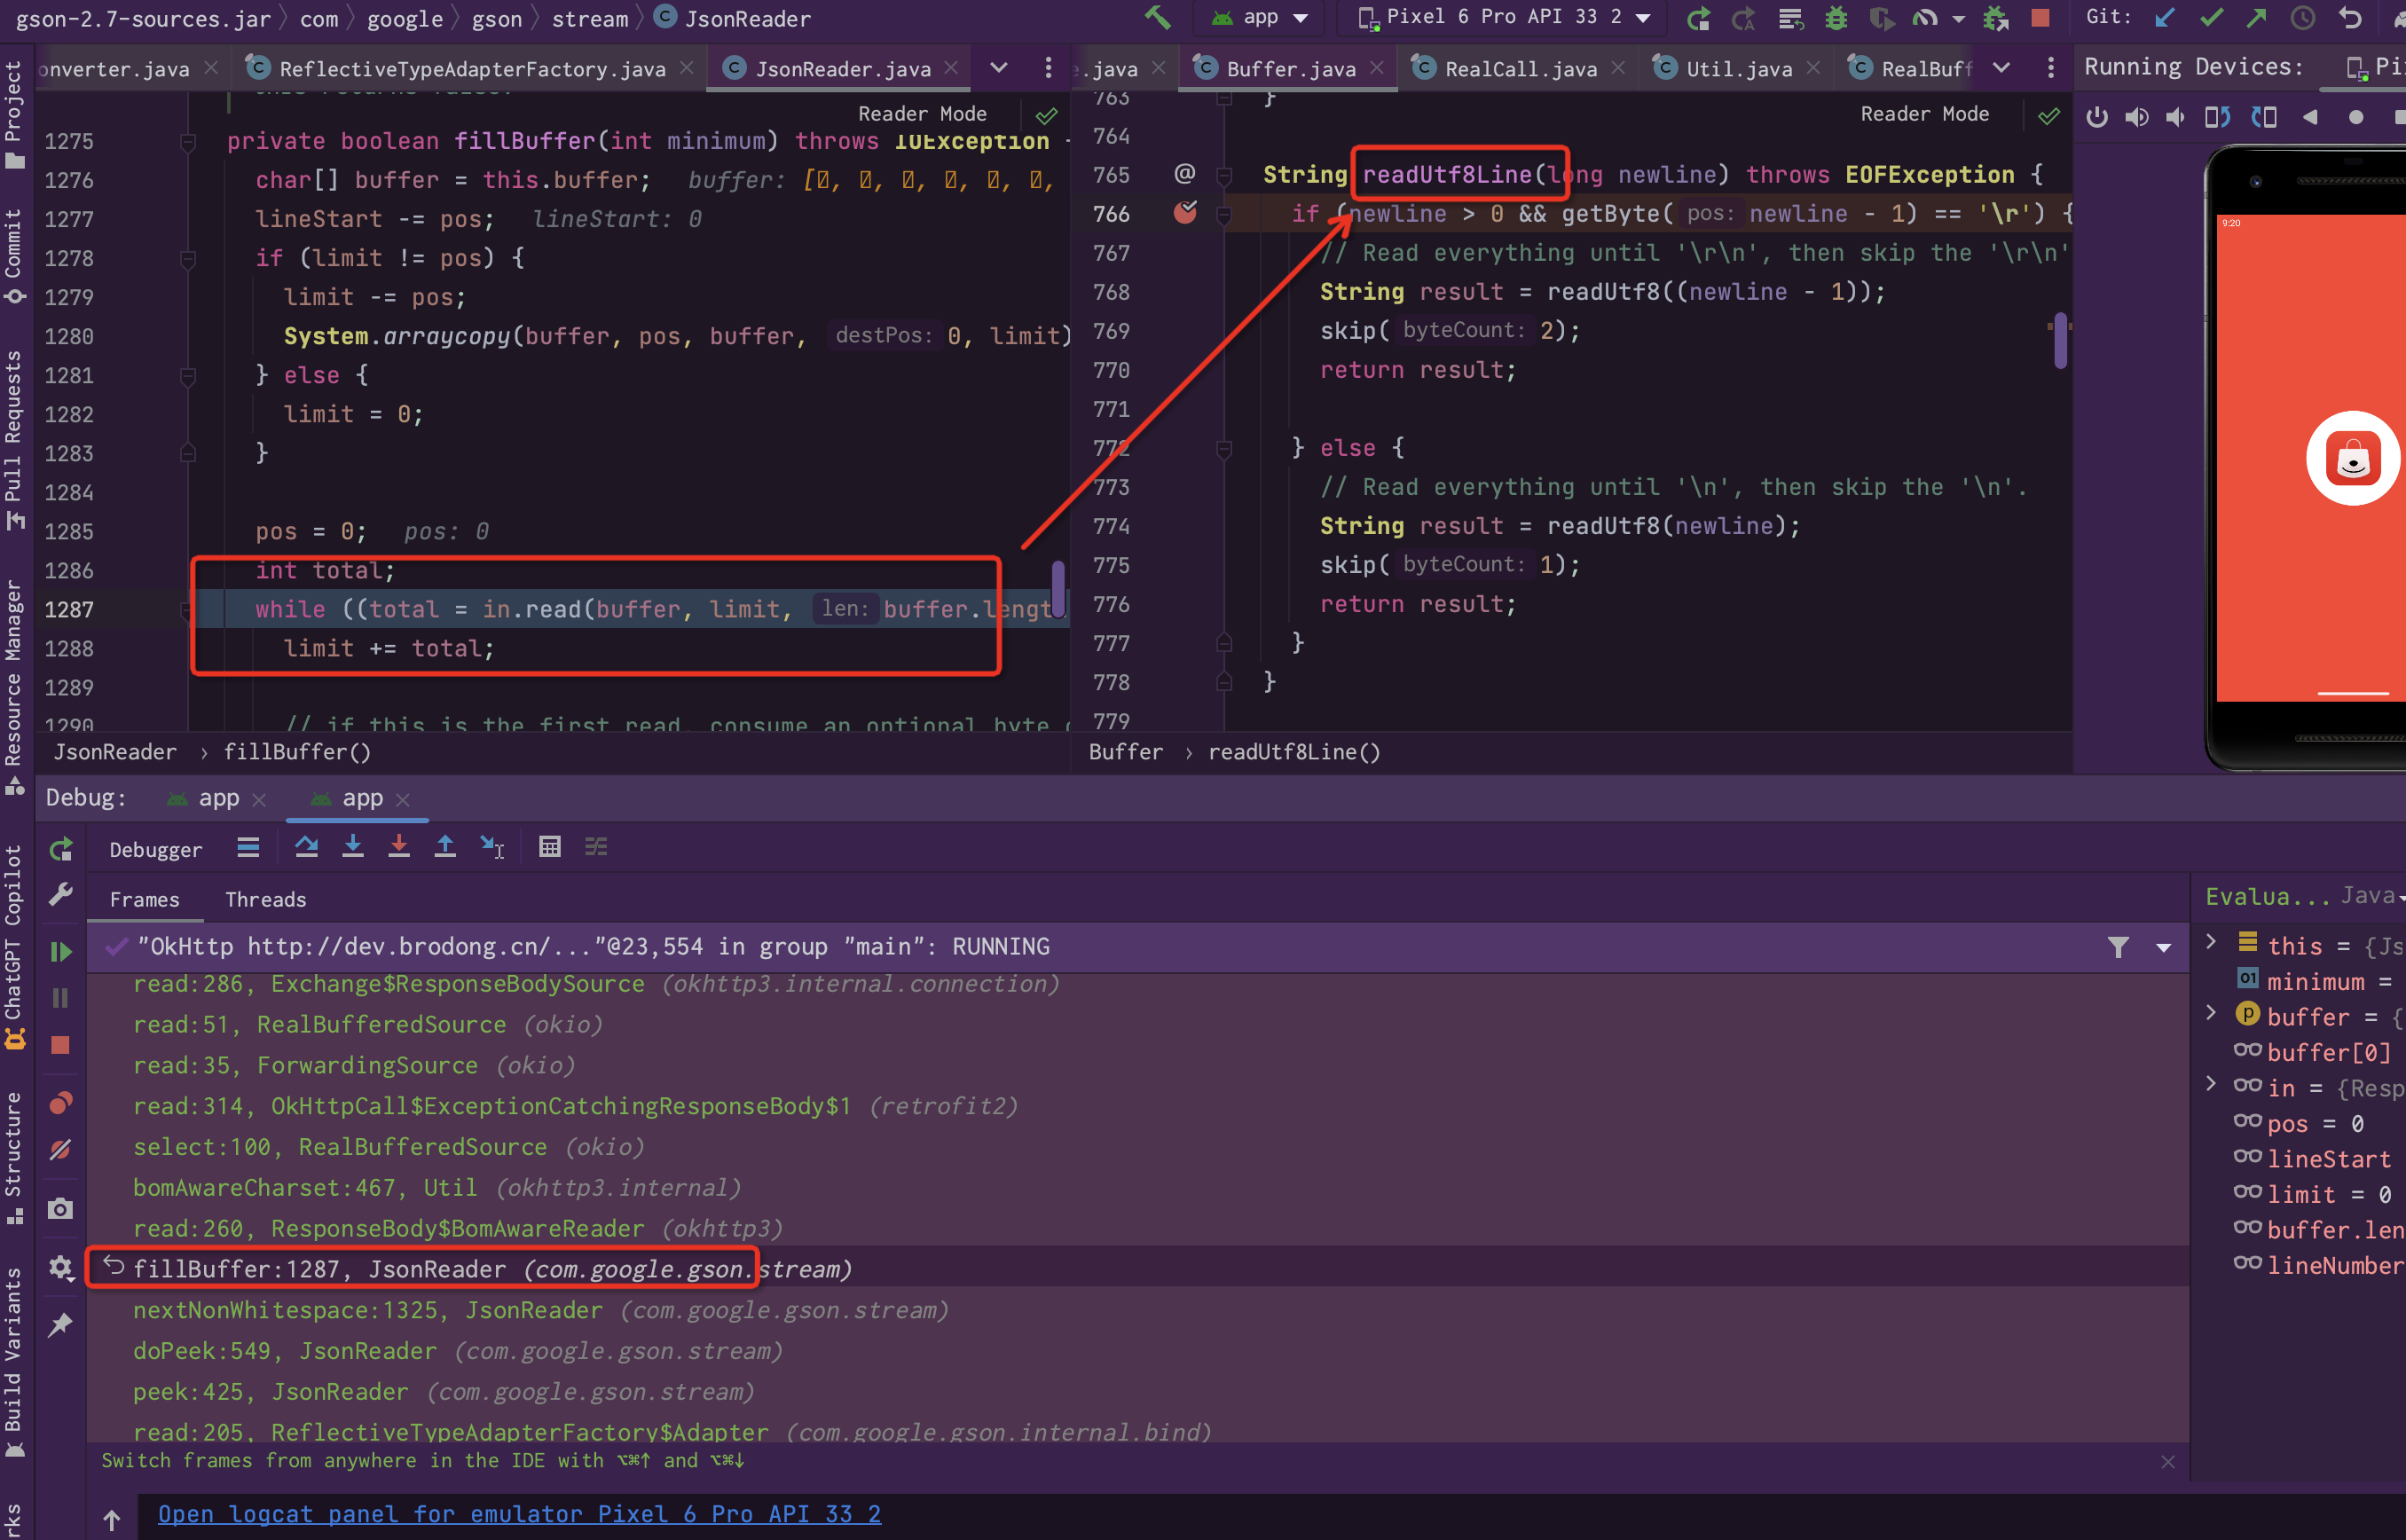 gson-2.7-sources.jar com google gson stream JsonReader
app Pixel 6 Pro API 33 2 Git:
onverter.java ReflectiveTypeAdapterFactory.java JsonReader.java
.java Buffer.java RealCall.java Util.java RealBuff
Running Devices: Pi
Project
Commit
Pull Requests
Resource Manager
ChatGPT Copilot
Structure
Build Variants
rks
Reader Mode
1275 private boolean fillBuffer(int minimum) throws IOException
1276 char[] buffer = this.buffer; buffer:
1277 lineStart -= pos; lineStart: 0
1278 if (limit != pos) {
1279 limit -= pos;
1280 System.arraycopy(buffer, pos, buffer, destPos: 0, limit)
1281 } else {
1282 limit = 0;
1283 }
1284
1285 pos = 0; pos: 0
1286 int total;
1287 while ((total = in.read(buffer, limit, len: buffer.lengt
1288 limit += total;
1289
1290 // if this is the first read, consume an optional byte
JsonReader › fillBuffer()
Reader Mode
763 }
764
765 @ String readUtf8Line(long newline) throws EOFException {
766 if (newline > 0 && getByte( pos: newline - 1) == '\r') {
767 // Read everything until '\r\n', then skip the '\r\n'
768 String result = readUtf8((newline - 1));
769 skip( byteCount: 2);
770 return result;
771
772 } else {
773 // Read everything until '\n', then skip the '\n'.
774 String result = readUtf8(newline);
775 skip( byteCount: 1);
776 return result;
777 }
778 }
779
Buffer › readUtf8Line()
9:20
Debug: app app
Debugger
Frames Threads
"OkHttp http://dev.brodong.cn/..."@23,554 in group "main": RUNNING
read:286, Exchange$ResponseBodySource (okhttp3.internal.connection)
read:51, RealBufferedSource (okio)
read:35, ForwardingSource (okio)
read:314, OkHttpCall$ExceptionCatchingResponseBody$1 (retrofit2)
select:100, RealBufferedSource (okio)
bomAwareCharset:467, Util (okhttp3.internal)
read:260, ResponseBody$BomAwareReader (okhttp3)
fillBuffer:1287, JsonReader (com.google.gson.stream)
nextNonWhitespace:1325, JsonReader (com.google.gson.stream)
doPeek:549, JsonReader (com.google.gson.stream)
peek:425, JsonReader (com.google.gson.stream)
read:205, ReflectiveTypeAdapterFactory$Adapter (com.google.gson.internal.bind)
Switch frames from anywhere in the IDE with ⌥⌘↑ and ⌥⌘↓
Open logcat panel for emulator Pixel 6 Pro API 33 2
Evalua... Java
this = {Js
01 minimum =
p buffer = {
buffer[0]
in = {Resp
pos = 0
lineStart
limit = 0
buffer.len
lineNumber